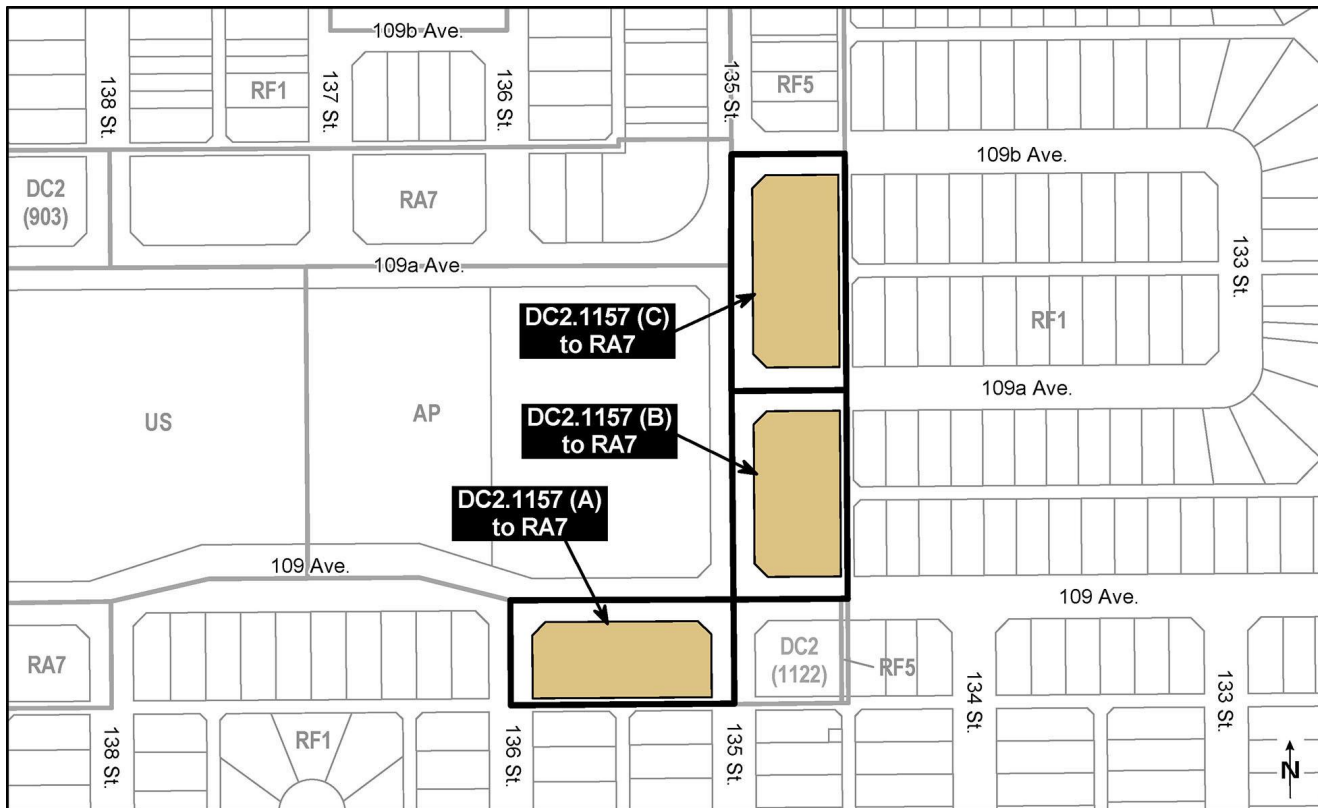 109b Ave.
138 St.
RF1
137 St.
136 St.
135 St.
RF5
109b Ave.
DC2
(903)
RA7
109a Ave.
133 St.
DC2.1157 (C)
to RA7
RF1
109a Ave.
US
AP
DC2.1157 (B)
to RA7
DC2.1157 (A)
to RA7
109 Ave.
109 Ave.
RA7
DC2
(1122)
RF5
138 St.
RF1
136 St.
135 St.
134 St.
133 St.
N